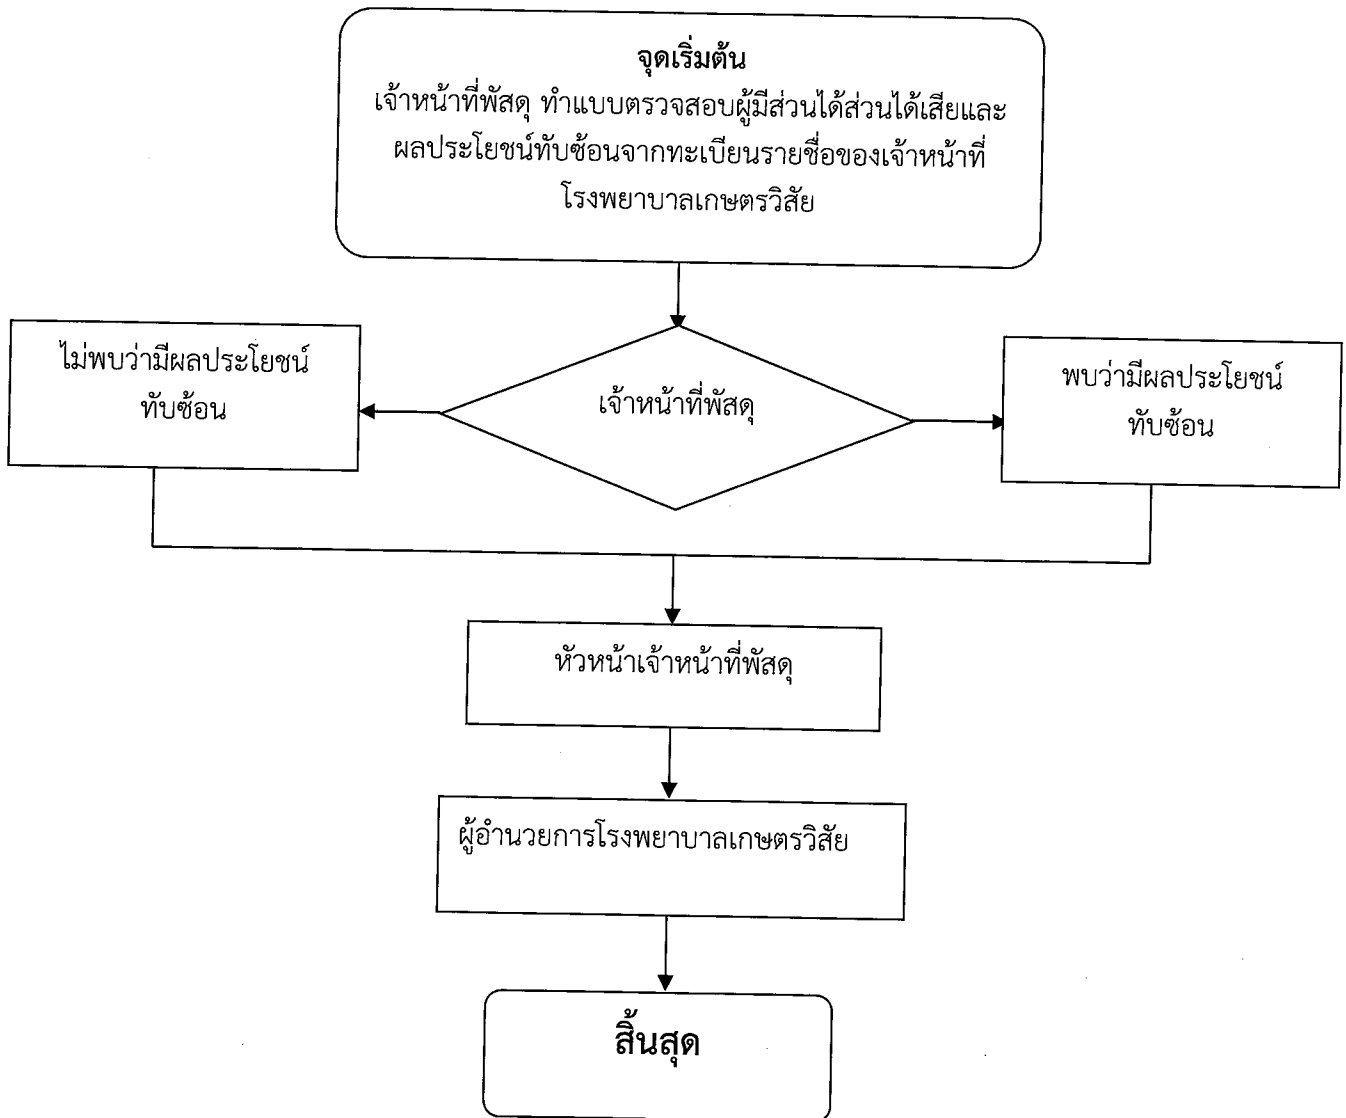 จุดเริ่มต้น
เจ้าหน้าที่พัสดุ ทำแบบตรวจสอบผู้มีส่วนได้ส่วนได้เสียและ
ผลประโยชน์ทับซ้อนจากทะเบียนรายชื่อของเจ้าหน้าที่
โรงพยาบาลเกษตรวิสัย
ไม่พบว่ามีผลประโยชน์
ทับซ้อน
เจ้าหน้าที่พัสดุ
พบว่ามีผลประโยชน์
ทับซ้อน
หัวหน้าเจ้าหน้าที่พัสดุ
ผู้อำนวยการโรงพยาบาลเกษตรวิสัย
สิ้นสุด